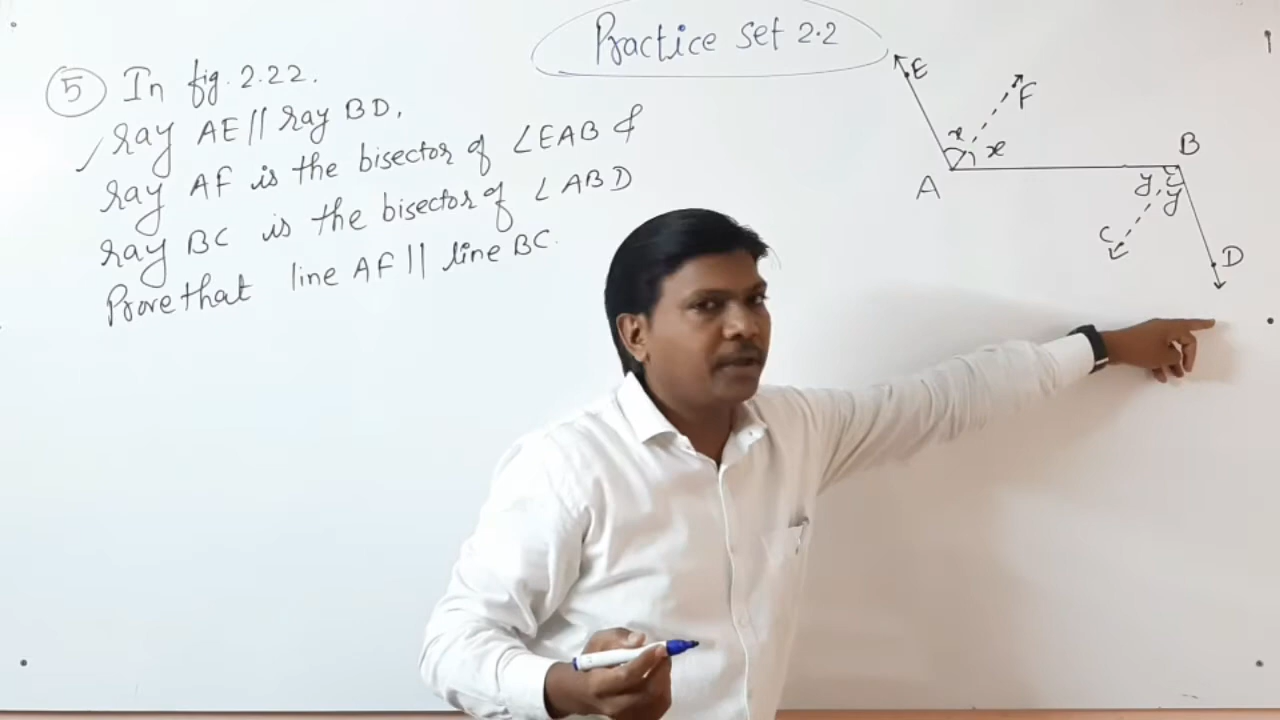 Practice set 2.2
5 In fig. 2.22.
ray AE || ray BD,
ray AF is the bisector of ∠EAB &
ray BC is the bisector of ∠ABD
Prove that line AF || line BC.
E
F
x x
A
B
y y
C
D